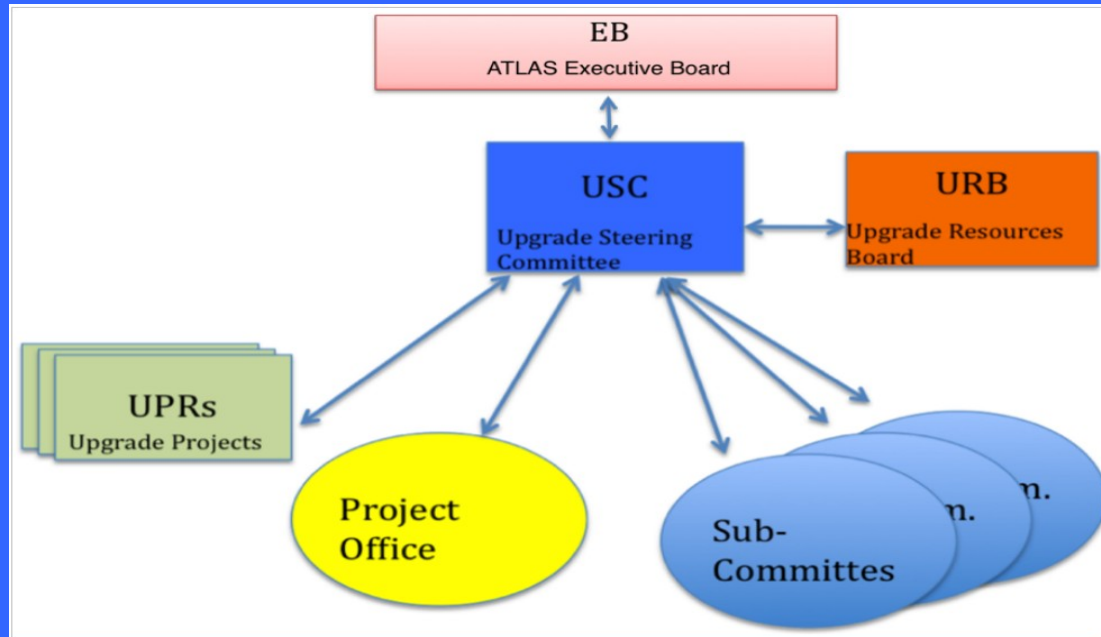 EB
ATLAS Executive Board
USC
Upgrade Steering
Committee
URB
Upgrade Resources
Board
UPRs
Upgrade Projects
Project
Office
Sub-
Committes
m.
m.